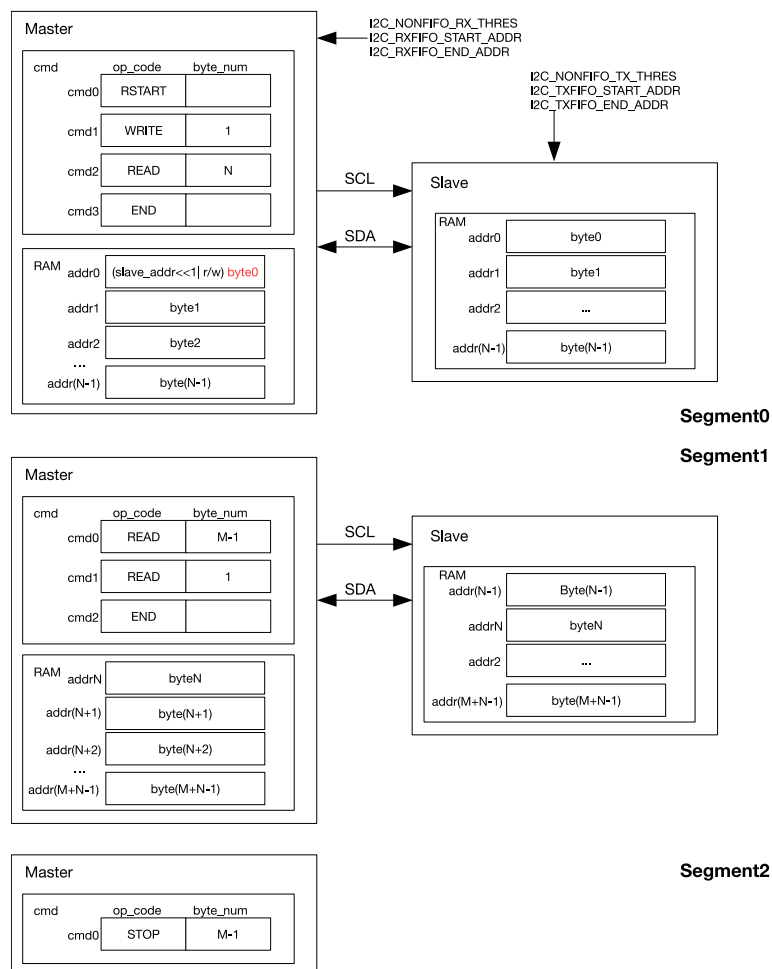 Master
I2C_NONFIFO_RX_THRES
I2C_RXFIFO_START_ADDR
I2C_RXFIFO_END_ADDR
cmd op_code byte_num
cmd0 RSTART
cmd1 WRITE 1
cmd2 READ N
cmd3 END
I2C_NONFIFO_TX_THRES
I2C_TXFIFO_START_ADDR
I2C_TXFIFO_END_ADDR
SCL
SDA
Slave
RAM
addr0 byte0
addr1 byte1
addr2 ...
addr(N-1) byte(N-1)
RAM addr0 (slave_addr<<1| r/w) byte0
addr1 byte1
addr2 byte2
...
addr(N-1) byte(N-1)
Segment0
Segment1
Master
cmd op_code byte_num
cmd0 READ M-1
cmd1 READ 1
cmd2 END
SCL
SDA
Slave
RAM
addr(N-1) Byte(N-1)
addrN byteN
addr2 ...
addr(M+N-1) byte(M+N-1)
RAM addrN byteN
addr(N+1) byte(N+1)
addr(N+2) byte(N+2)
...
addr(M+N-1) byte(M+N-1)
Segment2
Master
cmd op_code byte_num
cmd0 STOP M-1